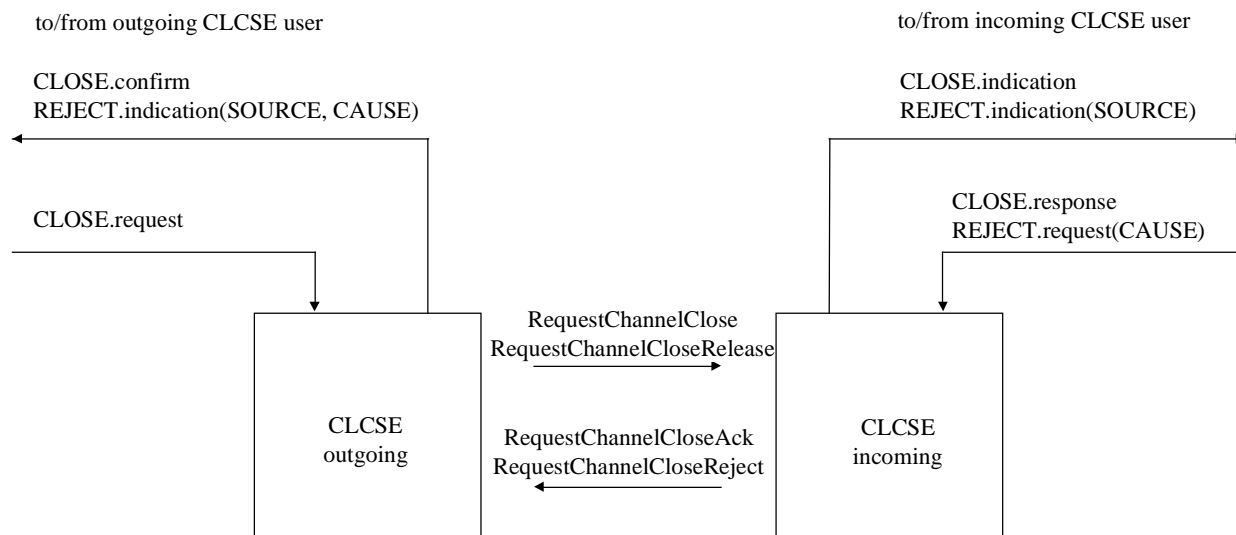 to/from outgoing CLCSE user
to/from incoming CLCSE user
CLOSE.confirm
REJECT.indication(SOURCE, CAUSE)
CLOSE.indication
REJECT.indication(SOURCE)
CLOSE.request
CLOSE.response
REJECT.request(CAUSE)
RequestChannelClose
RequestChannelCloseRelease
CLCSE
outgoing
RequestChannelCloseAck
RequestChannelCloseReject
CLCSE
incoming